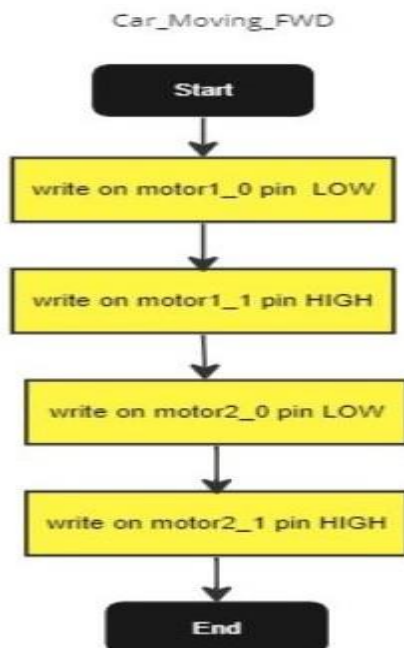 Car_Moving_FWD
Start
write on motor1_0 pin LOW
write on motor1_1 pin HIGH
write on motor2_0 pin LOW
write on motor2_1 pin HIGH
End